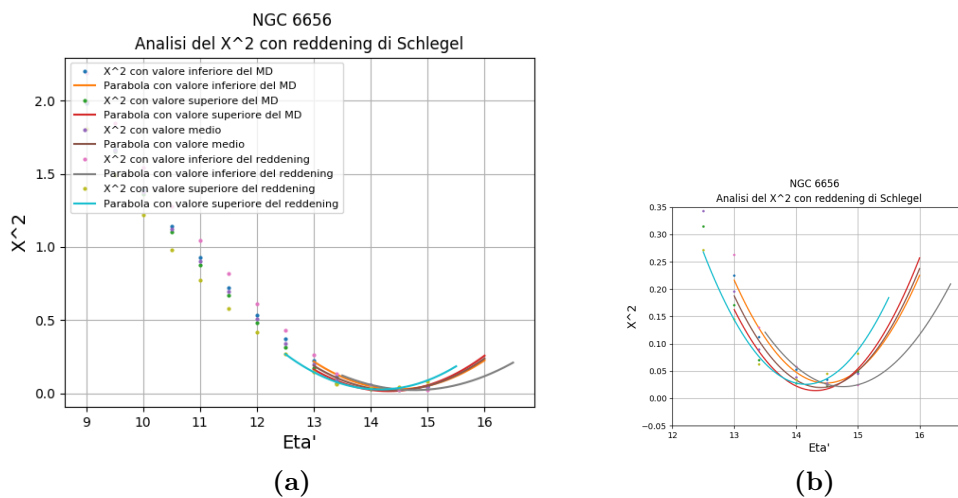 NGC 6656
Analisi del X^2 con reddening di Schlegel
X^2 con valore inferiore del MD
Parabola con valore inferiore del MD
X^2 con valore superiore del MD
Parabola con valore superiore del MD
X^2 con valore medio
Parabola con valore medio
X^2 con valore inferiore del reddening
Parabola con valore inferiore del reddening
X^2 con valore superiore del reddening
Parabola con valore superiore del reddening
2.0
1.5
1.0
0.5
0.0
X^2
9 10 11 12 13 14 15 16
Eta'
(a)
NGC 6656
Analisi del X^2 con reddening di Schlegel
0.35
0.30
0.25
0.20
0.15
0.10
0.05
0.00
−0.05
X^2
12 13 14 15 16
Eta'
(b)